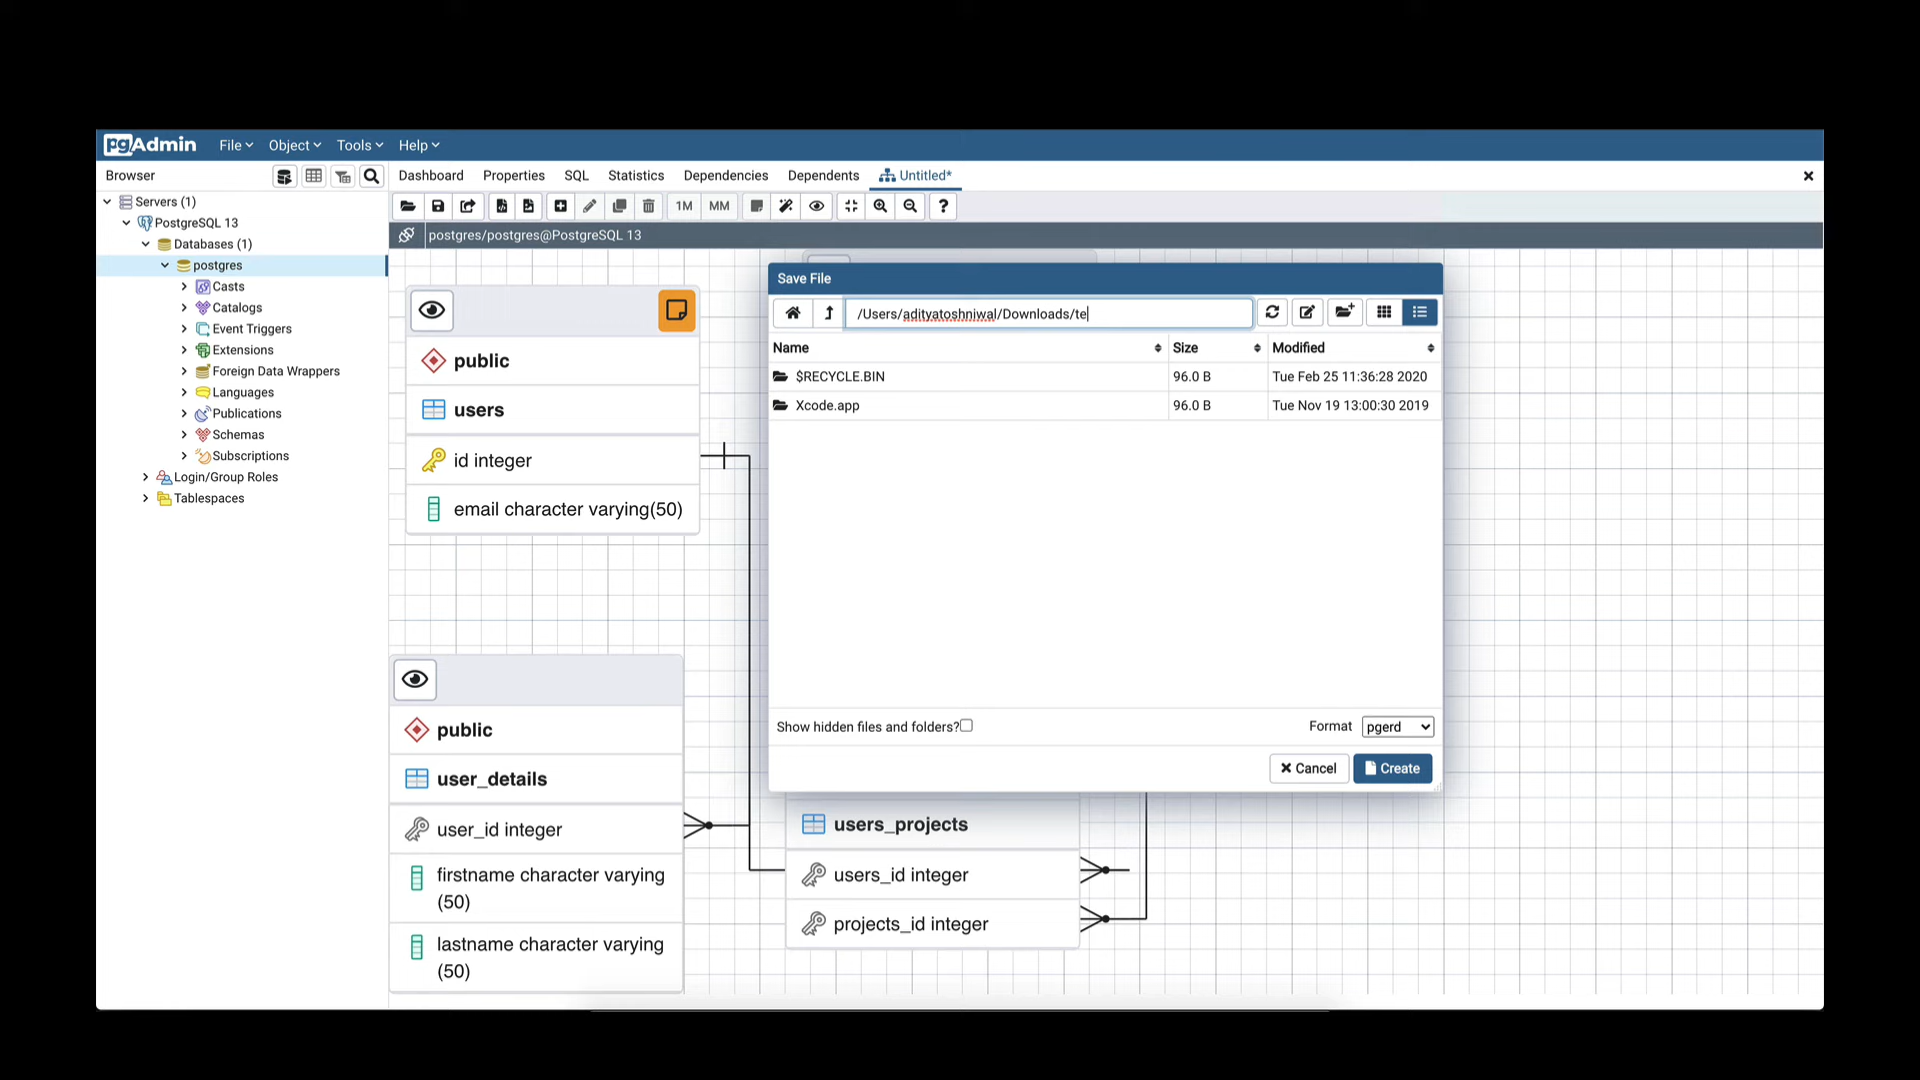 pgAdmin File Object Tools Help
Browser
Dashboard Properties SQL Statistics Dependencies Dependents Untitled*
1M MM ?
postgres/postgres@PostgreSQL 13
Servers (1)
PostgreSQL 13
Databases (1)
postgres
Casts
Catalogs
Event Triggers
Extensions
Foreign Data Wrappers
Languages
Publications
Schemas
Subscriptions
Login/Group Roles
Tablespaces
public
users
id integer
email character varying(50)
public
user_details
user_id integer
firstname character varying
(50)
lastname character varying
(50)
Save File
/Users/adityatoshniwal/Downloads/te
Name Size Modified
$RECYCLE.BIN 96.0 B Tue Feb 25 11:36:28 2020
Xcode.app 96.0 B Tue Nov 19 13:00:30 2019
Show hidden files and folders? Format pgerd
Cancel Create
users_projects
users_id integer
projects_id integer